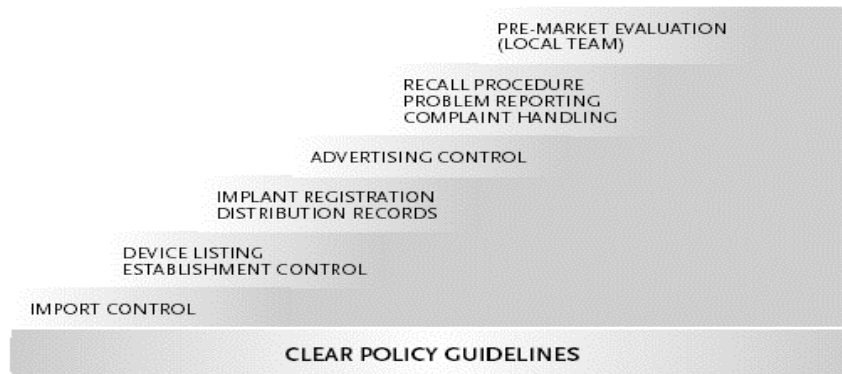 PRE-MARKET EVALUATION
(LOCAL TEAM)
RECALL PROCEDURE
PROBLEM REPORTING
COMPLAINT HANDLING
ADVERTISING CONTROL
IMPLANT REGISTRATION
DISTRIBUTION RECORDS
DEVICE LISTING
ESTABLISHMENT CONTROL
IMPORT CONTROL
CLEAR POLICY GUIDELINES